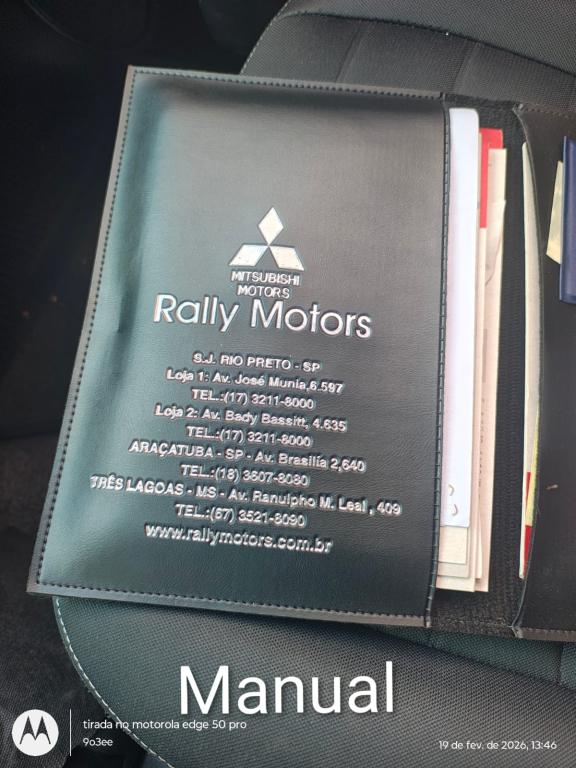 MITSUBISHI
MOTORS
Rally Motors
S.J. RIO PRETO - SP
Loja 1: Av. José Munia,6.597
TEL.:(17) 3211-8000
Loja 2: Av. Bady Bassitt, 4.635
TEL.:(17) 3211-8000
ARAÇATUBA - SP - Av. Brasília 2,640
TEL.:(18) 3607-8080
TRÊS LAGOAS - MS - Av. Ranulpho M. Leal , 409
TEL.:(67) 3521-8090
www.rallymotors.com.br
Manual
tirada no motorola edge 50 pro
9o3ee
19 de fev. de 2026, 13:46